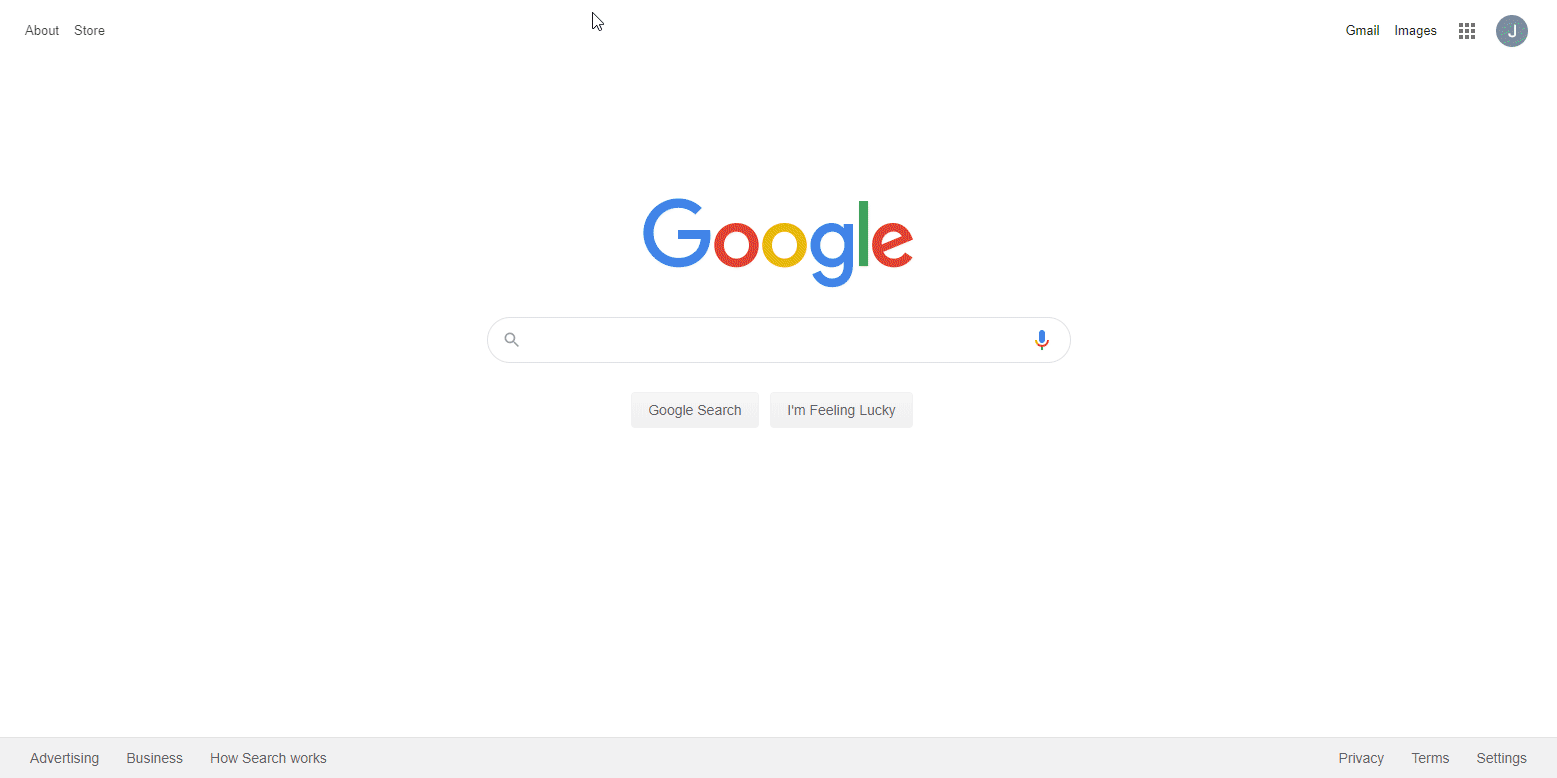 About Store
Gmail Images
J
Google
Google Search I'm Feeling Lucky
Advertising Business How Search works
Privacy Terms Settings